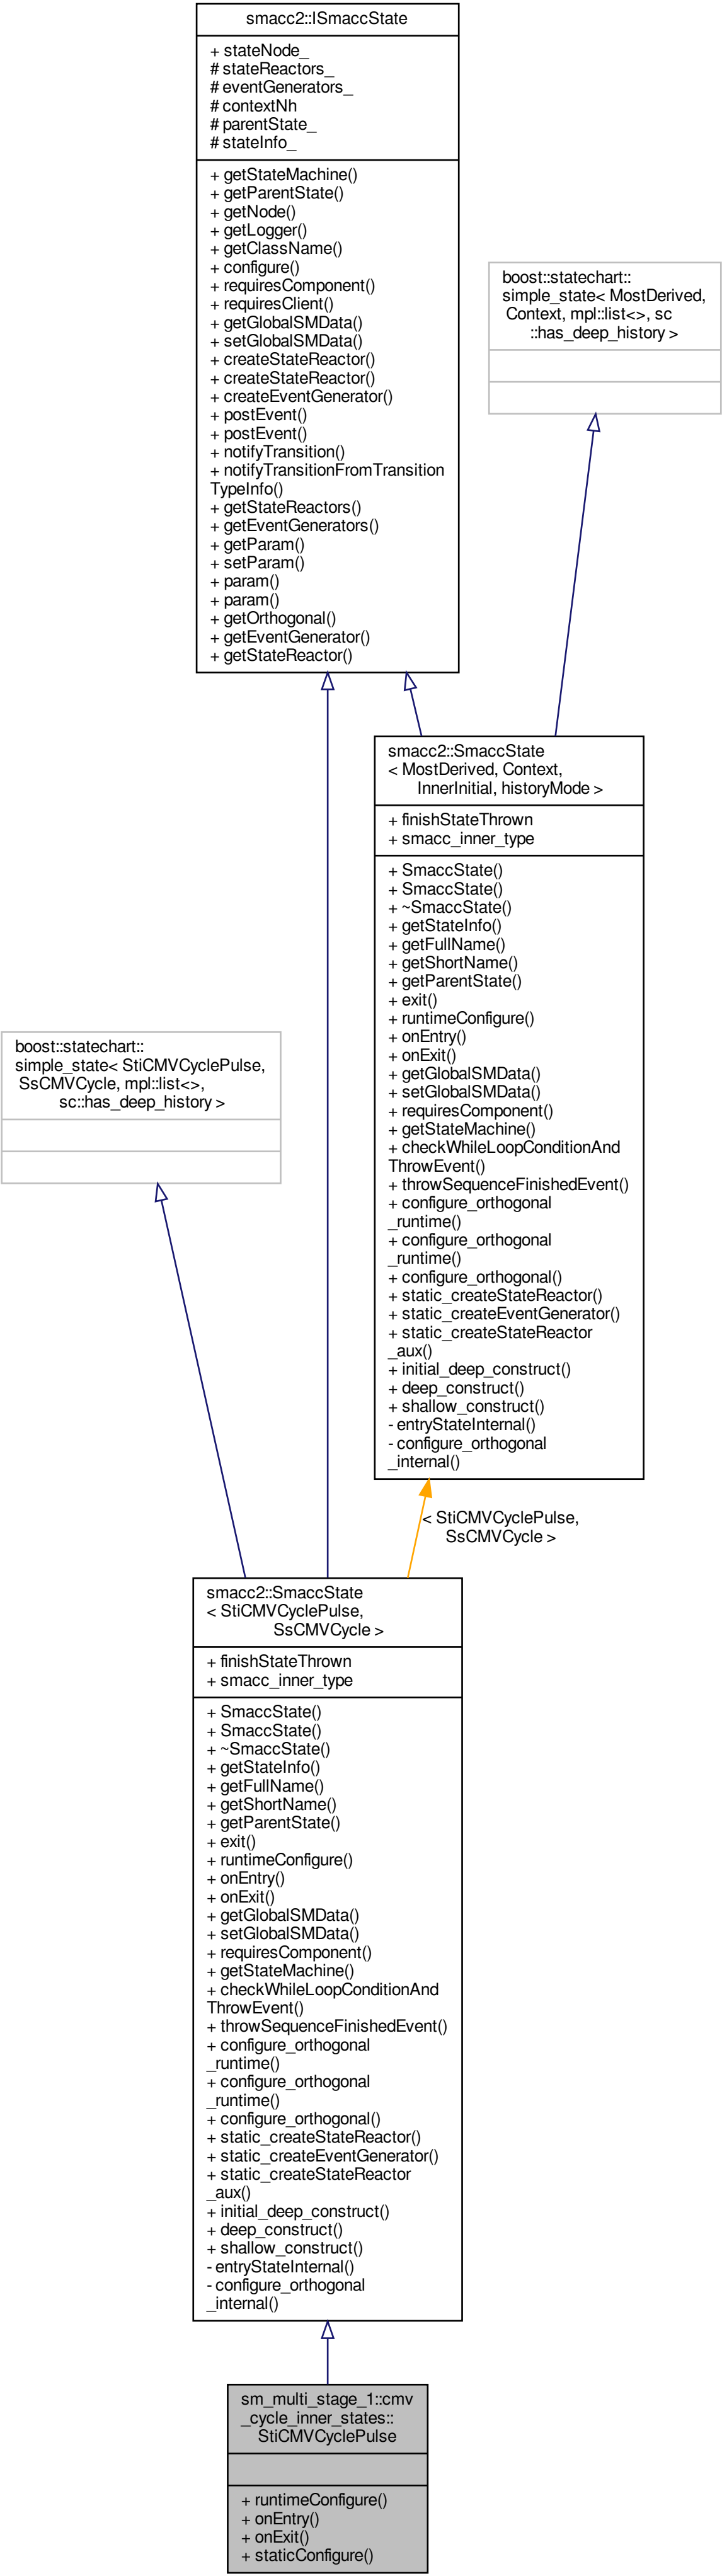 smacc2::ISmaccState
+ stateNode_
# stateReactors_
# eventGenerators_
# contextNh
# parentState_
# stateInfo_
+ getStateMachine()
+ getParentState()
+ getNode()
+ getLogger()
+ getClassName()
+ configure()
+ requiresComponent()
+ requiresClient()
+ getGlobalSMData()
+ setGlobalSMData()
+ createStateReactor()
+ createStateReactor()
+ createEventGenerator()
+ postEvent()
+ postEvent()
+ notifyTransition()
+ notifyTransitionFromTransition
TypeInfo()
+ getStateReactors()
+ getEventGenerators()
+ getParam()
+ setParam()
+ param()
+ param()
+ getOrthogonal()
+ getEventGenerator()
+ getStateReactor()
boost::statechart::
simple_state< MostDerived,
Context, mpl::list<>, sc
::has_deep_history >
smacc2::SmaccState
< MostDerived, Context,
InnerInitial, historyMode >
+ finishStateThrown
+ smacc_inner_type
+ SmaccState()
+ SmaccState()
+ ~SmaccState()
+ getStateInfo()
+ getFullName()
+ getShortName()
+ getParentState()
+ exit()
+ runtimeConfigure()
+ onEntry()
+ onExit()
+ getGlobalSMData()
+ setGlobalSMData()
+ requiresComponent()
+ getStateMachine()
+ checkWhileLoopConditionAnd
ThrowEvent()
+ throwSequenceFinishedEvent()
+ configure_orthogonal
_runtime()
+ configure_orthogonal
_runtime()
+ configure_orthogonal()
+ static_createStateReactor()
+ static_createEventGenerator()
+ static_createStateReactor
_aux()
+ initial_deep_construct()
+ deep_construct()
+ shallow_construct()
- entryStateInternal()
- configure_orthogonal
_internal()
boost::statechart::
simple_state< StiCMVCyclePulse,
SsCMVCycle, mpl::list<>,
sc::has_deep_history >
< StiCMVCyclePulse,
SsCMVCycle >
smacc2::SmaccState
< StiCMVCyclePulse,
SsCMVCycle >
+ finishStateThrown
+ smacc_inner_type
+ SmaccState()
+ SmaccState()
+ ~SmaccState()
+ getStateInfo()
+ getFullName()
+ getShortName()
+ getParentState()
+ exit()
+ runtimeConfigure()
+ onEntry()
+ onExit()
+ getGlobalSMData()
+ setGlobalSMData()
+ requiresComponent()
+ getStateMachine()
+ checkWhileLoopConditionAnd
ThrowEvent()
+ throwSequenceFinishedEvent()
+ configure_orthogonal
_runtime()
+ configure_orthogonal
_runtime()
+ configure_orthogonal()
+ static_createStateReactor()
+ static_createEventGenerator()
+ static_createStateReactor
_aux()
+ initial_deep_construct()
+ deep_construct()
+ shallow_construct()
- entryStateInternal()
- configure_orthogonal
_internal()
sm_multi_stage_1::cmv
_cycle_inner_states::
StiCMVCyclePulse
+ runtimeConfigure()
+ onEntry()
+ onExit()
+ staticConfigure()